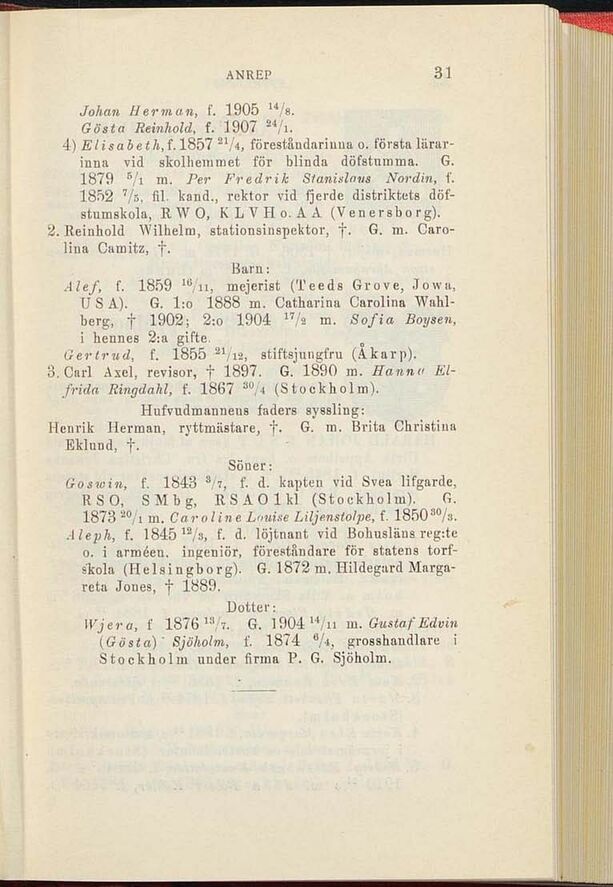 ANREP 31
Johan Herman, f. 1905 14/8.
Gösta Reinhold, f. 1907 24/1.
4) Elisabeth, f. 1857 21/4, föreståndarinna o. första lärar-
inna vid skolhemmet för blinda döfstumma. G.
1879 5/1 m. Per Fredrik Stanislaus Nordin, f.
1852 7/5, fil. kand., rektor vid fjerde distriktets döf-
stumskola, R W O, K L V H o. A A (Venersborg).
2. Reinhold Wilhelm, stationsinspektor, †. G. m. Caro-
lina Camitz, †.
Barn:
Alef, f. 1859 16/11, mejerist (Teeds Grove, Jowa,
U S A). G. 1:o 1888 m. Catharina Carolina Wahl-
berg, † 1902; 2:o 1904 17/2 m. Sofia Boysen,
i hennes 2:a gifte.
Gertrud, f. 1855 21/12, stiftsjungfru (Åkarp).
3. Carl Axel, revisor, † 1897. G. 1890 m. Hanna El-
frida Ringdahl, f. 1867 30/4 (Stockholm).
Hufvudmannens faders syssling:
Henrik Herman, ryttmästare, †. G. m. Brita Christina
Eklund, †.
Söner:
Goswin, f. 1843 3/7, f. d. kapten vid Svea lifgarde,
R S O, S M b g, R S A O 1 kl (Stockholm). G.
1873 20/1 m. Caroline Louise Liljenstolpe, f. 1850 30/3.
Aleph, f. 1845 12/3, f. d. löjtnant vid Bohusläns reg:te
o. i arméen. ingeniör, föreståndare för statens torf-
skola (Helsingborg). G. 1872 m. Hildegard Marga-
reta Jones, † 1889.
Dotter:
Wjera, f 1876 13/7. G. 1904 14/11 m. Gustaf Edvin
(Gösta) Sjöholm, f. 1874 6/4, grosshandlare i
Stockholm under firma P. G. Sjöholm.